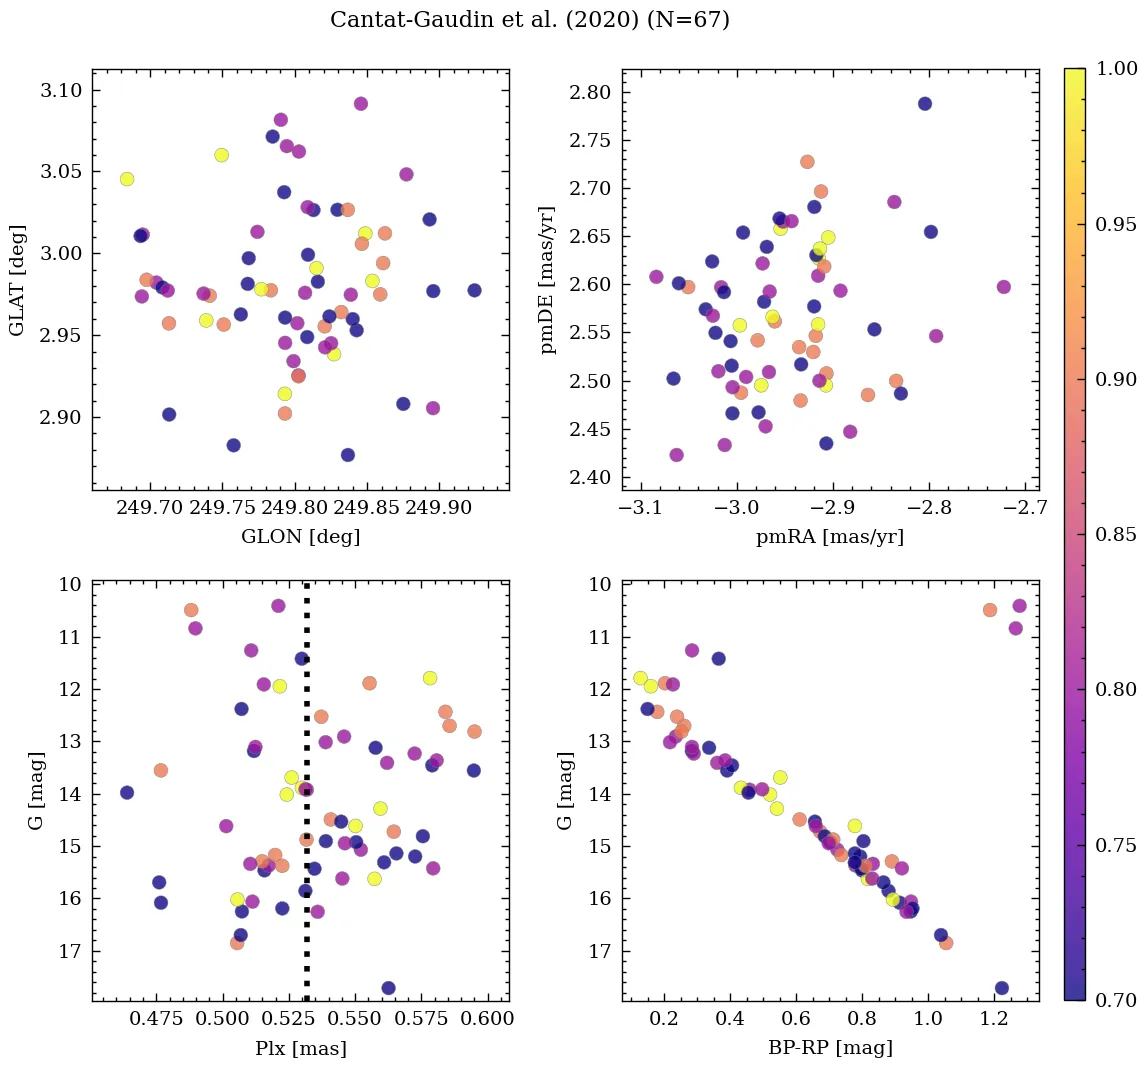 Cantat-Gaudin et al. (2020) (N=67)
3.10
3.05
3.00
2.95
2.90
GLAT [deg]
249.70 249.75 249.80 249.85 249.90
GLON [deg]
2.80
2.75
2.70
2.65
2.60
2.55
2.50
2.45
2.40
pmDE [mas/yr]
−3.1 −3.0 −2.9 −2.8 −2.7
pmRA [mas/yr]
10
11
12
13
14
15
16
17
G [mag]
0.475 0.500 0.525 0.550 0.575 0.600
Plx [mas]
10
11
12
13
14
15
16
17
G [mag]
0.2 0.4 0.6 0.8 1.0 1.2
BP-RP [mag]
1.00
0.95
0.90
0.85
0.80
0.75
0.70